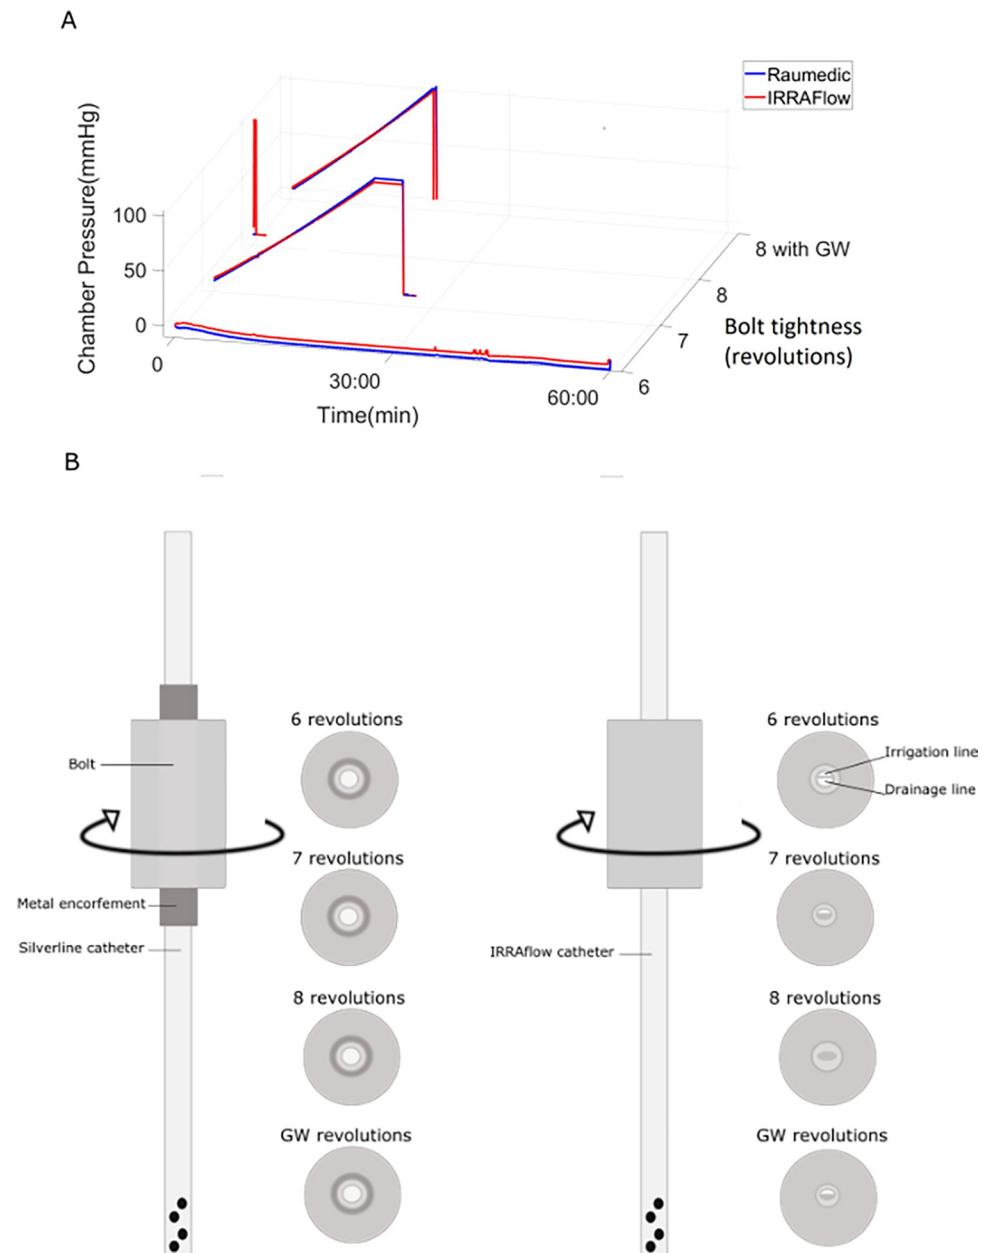 A
Raumedic
IRRAFlow
Chamber Pressure(mmHg)
100
50
0
0
30:00
60:00
Time(min)
8 with GW
8
7
6
Bolt tightness
(revolutions)
B
6 revolutions
Bolt
7 revolutions
Metal encorfement
Silverline catheter
8 revolutions
GW revolutions
6 revolutions
Irrigation line
Drainage line
7 revolutions
IRRAflow catheter
8 revolutions
GW revolutions